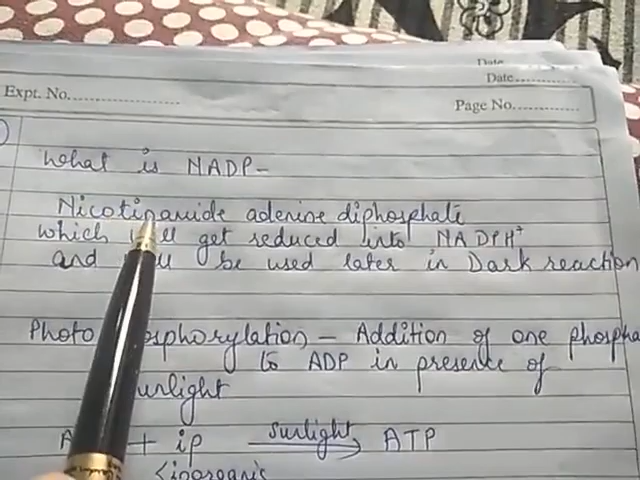 Date
Date
Expt. No.
Page No.
What is NADP-
Nicotinamide adenine diphosphate
which get reduced into NADPH+
and be used later in Dark reaction
Photo sphorylation - Addition of one phospha
to ADP in presence of
unlight
A + ip sunlight ATP
<inorganic